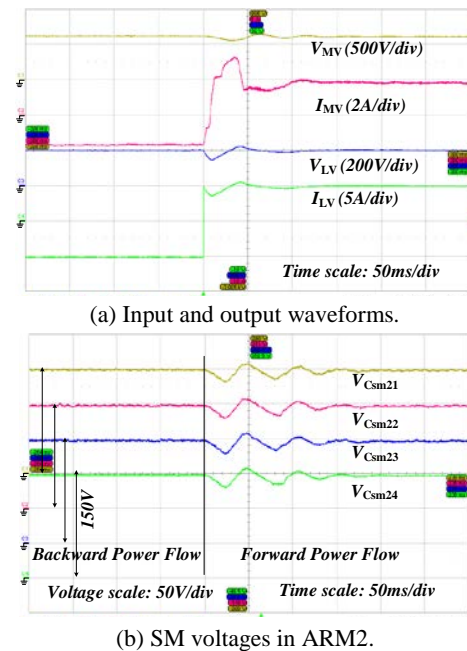 V_MV (500V/div)
I_MV (2A/div)
V_LV (200V/div)
I_LV (5A/div)
Time scale: 50ms/div
(a) Input and output waveforms.
V_Csm21
V_Csm22
V_Csm23
V_Csm24
150V
Backward Power Flow
Forward Power Flow
Voltage scale: 50V/div
Time scale: 50ms/div
(b) SM voltages in ARM2.